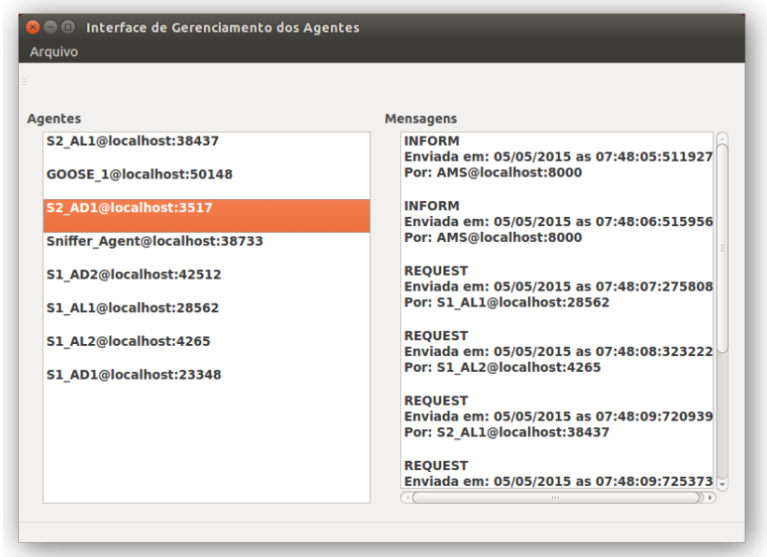 Interface de Gerenciamento dos Agentes
Arquivo
Agentes
S2_AL1@localhost:38437
GOOSE_1@localhost:50148
S2_AD1@localhost:3517
Sniffer_Agent@localhost:38733
S1_AD2@localhost:42512
S1_AL1@localhost:28562
S1_AL2@localhost:4265
S1_AD1@localhost:23348
Mensagens
INFORM
Enviada em: 05/05/2015 as 07:48:05:511927
Por: AMS@localhost:8000
INFORM
Enviada em: 05/05/2015 as 07:48:06:515956
Por: AMS@localhost:8000
REQUEST
Enviada em: 05/05/2015 as 07:48:07:275808
Por: S1_AL1@localhost:28562
REQUEST
Enviada em: 05/05/2015 as 07:48:08:323222
Por: S1_AL2@localhost:4265
REQUEST
Enviada em: 05/05/2015 as 07:48:09:720939
Por: S2_AL1@localhost:38437
REQUEST
Enviada em: 05/05/2015 as 07:48:09:725373